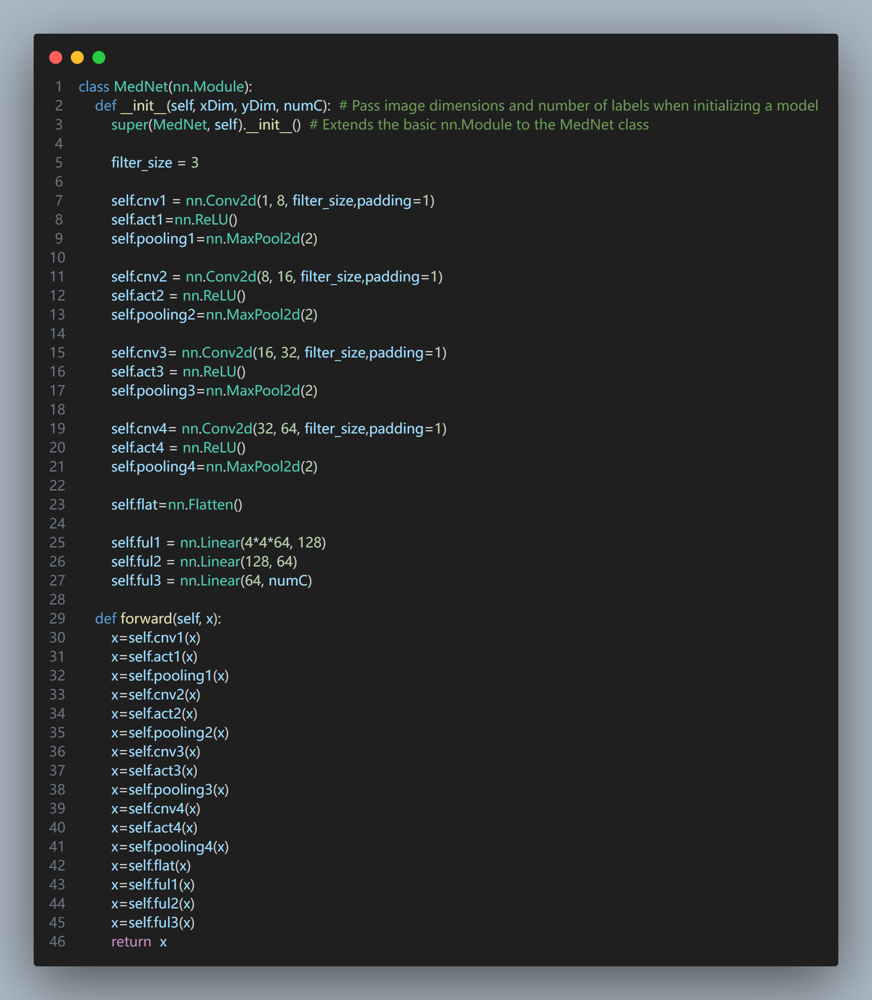 1 class MedNet(nn.Module):
2 def __init__(self, xDim, yDim, numC): # Pass image dimensions and number of labels when initializing a model
3 super(MedNet, self).__init__() # Extends the basic nn.Module to the MedNet class
4
5 filter_size = 3
6
7 self.cnv1 = nn.Conv2d(1, 8, filter_size,padding=1)
8 self.act1=nn.ReLU()
9 self.pooling1=nn.MaxPool2d(2)
10
11 self.cnv2 = nn.Conv2d(8, 16, filter_size,padding=1)
12 self.act2 = nn.ReLU()
13 self.pooling2=nn.MaxPool2d(2)
14
15 self.cnv3= nn.Conv2d(16, 32, filter_size,padding=1)
16 self.act3 = nn.ReLU()
17 self.pooling3=nn.MaxPool2d(2)
18
19 self.cnv4= nn.Conv2d(32, 64, filter_size,padding=1)
20 self.act4 = nn.ReLU()
21 self.pooling4=nn.MaxPool2d(2)
22
23 self.flat=nn.Flatten()
24
25 self.ful1 = nn.Linear(4*4*64, 128)
26 self.ful2 = nn.Linear(128, 64)
27 self.ful3 = nn.Linear(64, numC)
28
29 def forward(self, x):
30 x=self.cnv1(x)
31 x=self.act1(x)
32 x=self.pooling1(x)
33 x=self.cnv2(x)
34 x=self.act2(x)
35 x=self.pooling2(x)
36 x=self.cnv3(x)
37 x=self.act3(x)
38 x=self.pooling3(x)
39 x=self.cnv4(x)
40 x=self.act4(x)
41 x=self.pooling4(x)
42 x=self.flat(x)
43 x=self.ful1(x)
44 x=self.ful2(x)
45 x=self.ful3(x)
46 return x